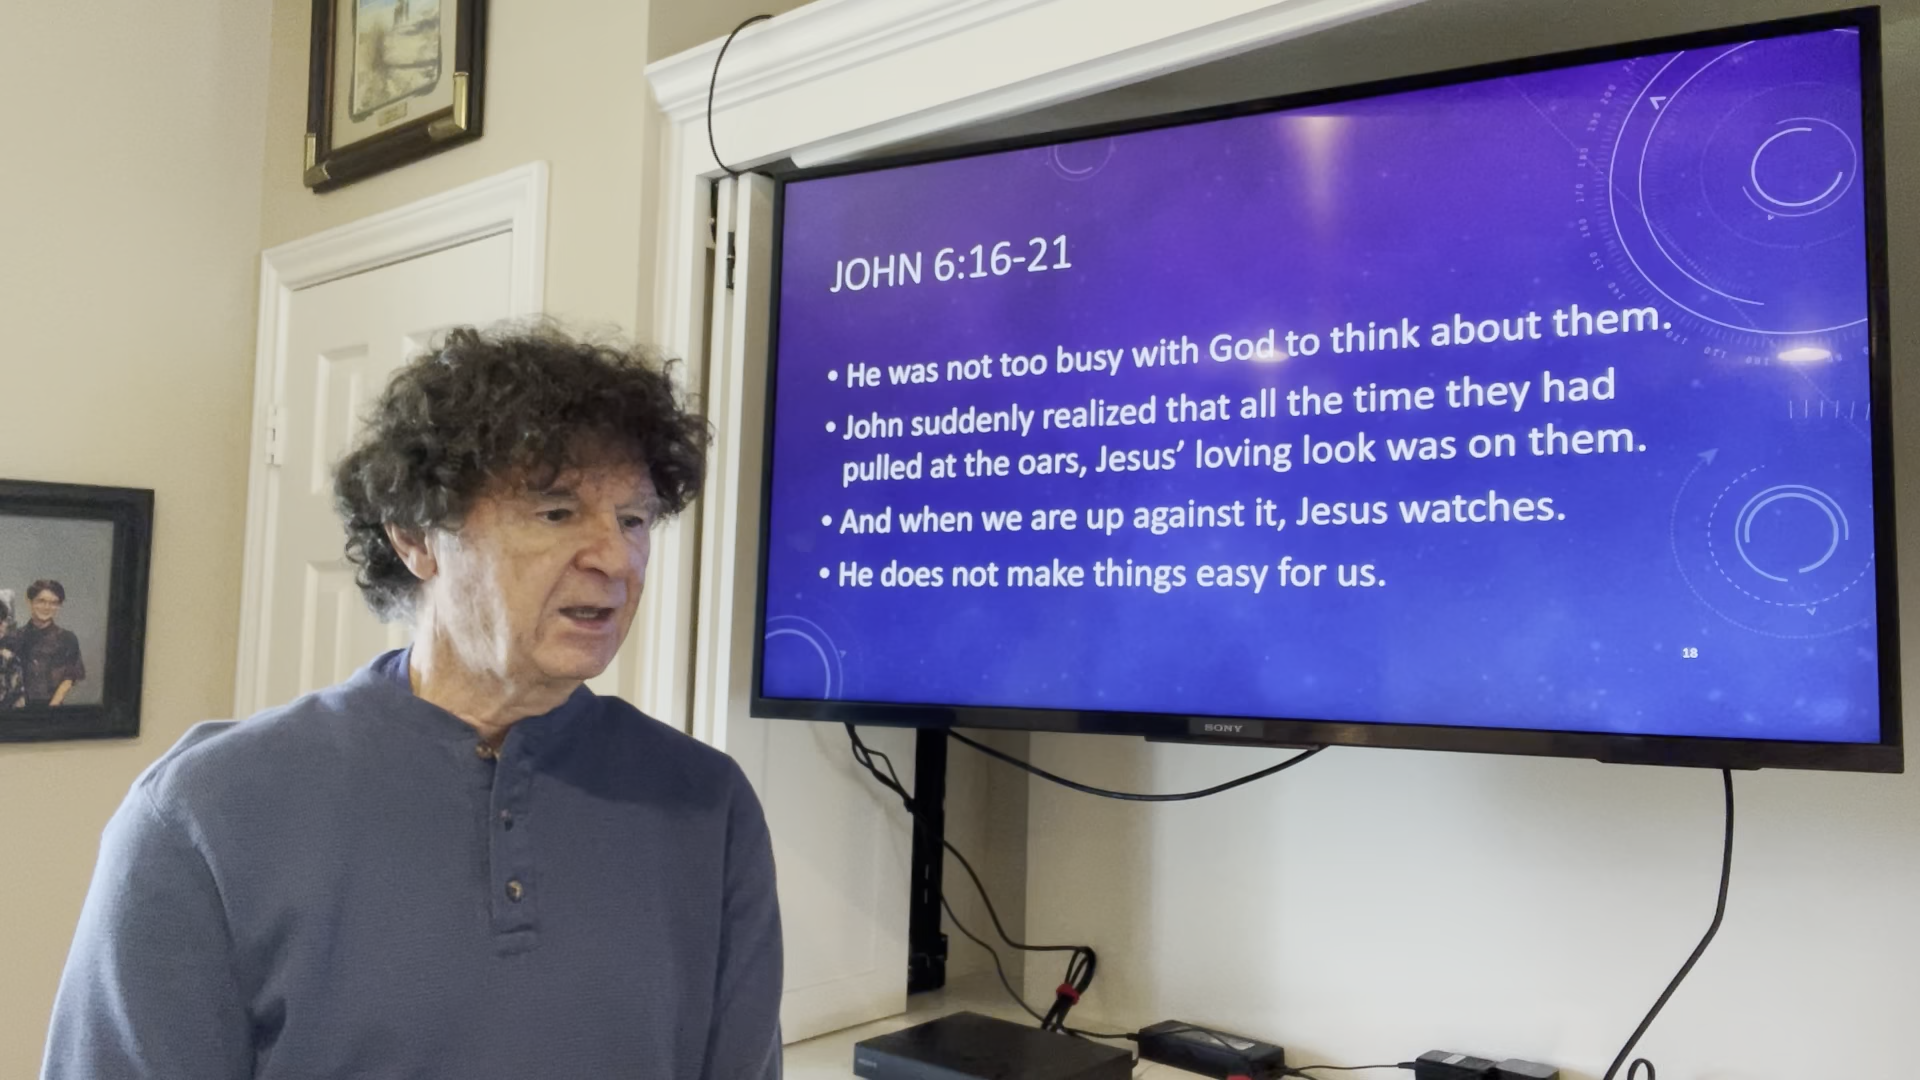 JOHN 6:16-21
• He was not too busy with God to think about them.
• John suddenly realized that all the time they had
pulled at the oars, Jesus’ loving look was on them.
• And when we are up against it, Jesus watches.
• He does not make things easy for us.
18
SONY